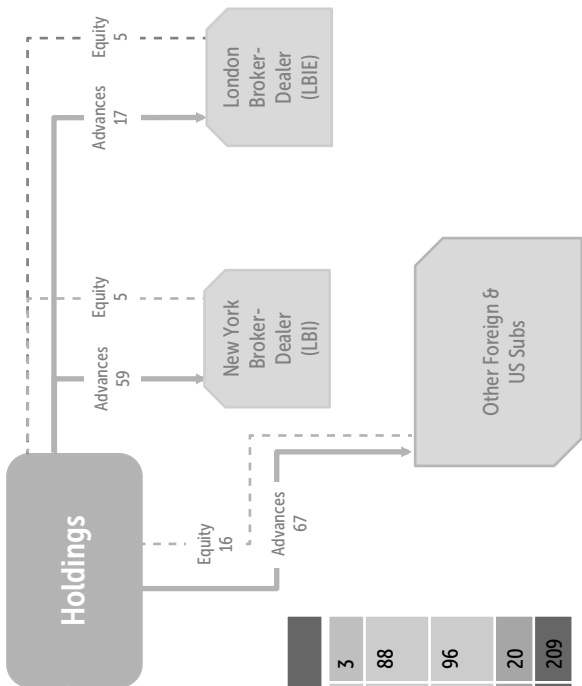 Holdings
Equity
16
Advances
67
Advances
59
Equity
5
Advances
17
Equity
5
New York
Broker-
Dealer
(LBI)
London
Broker-
Dealer
(LBIE)
Other Foreign &
US Subs
3
88
96
20
209